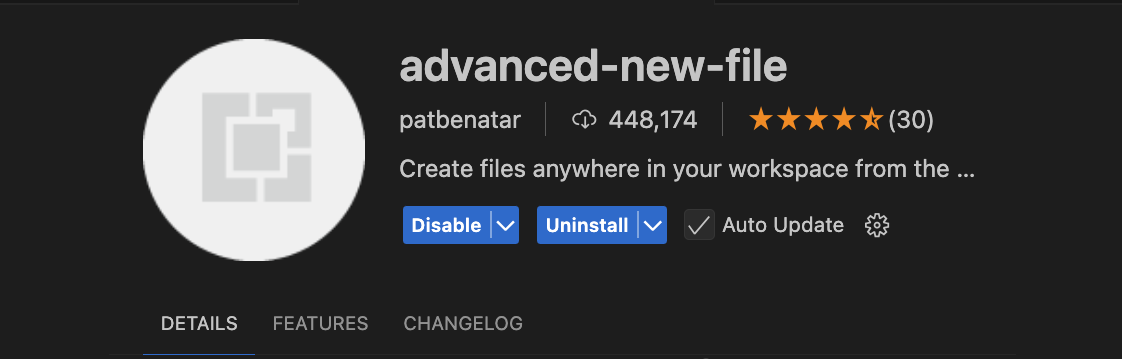 advanced-new-file
patbenatar 448,174 (30)
Create files anywhere in your workspace from the ...
Disable Uninstall Auto Update
DETAILS FEATURES CHANGELOG